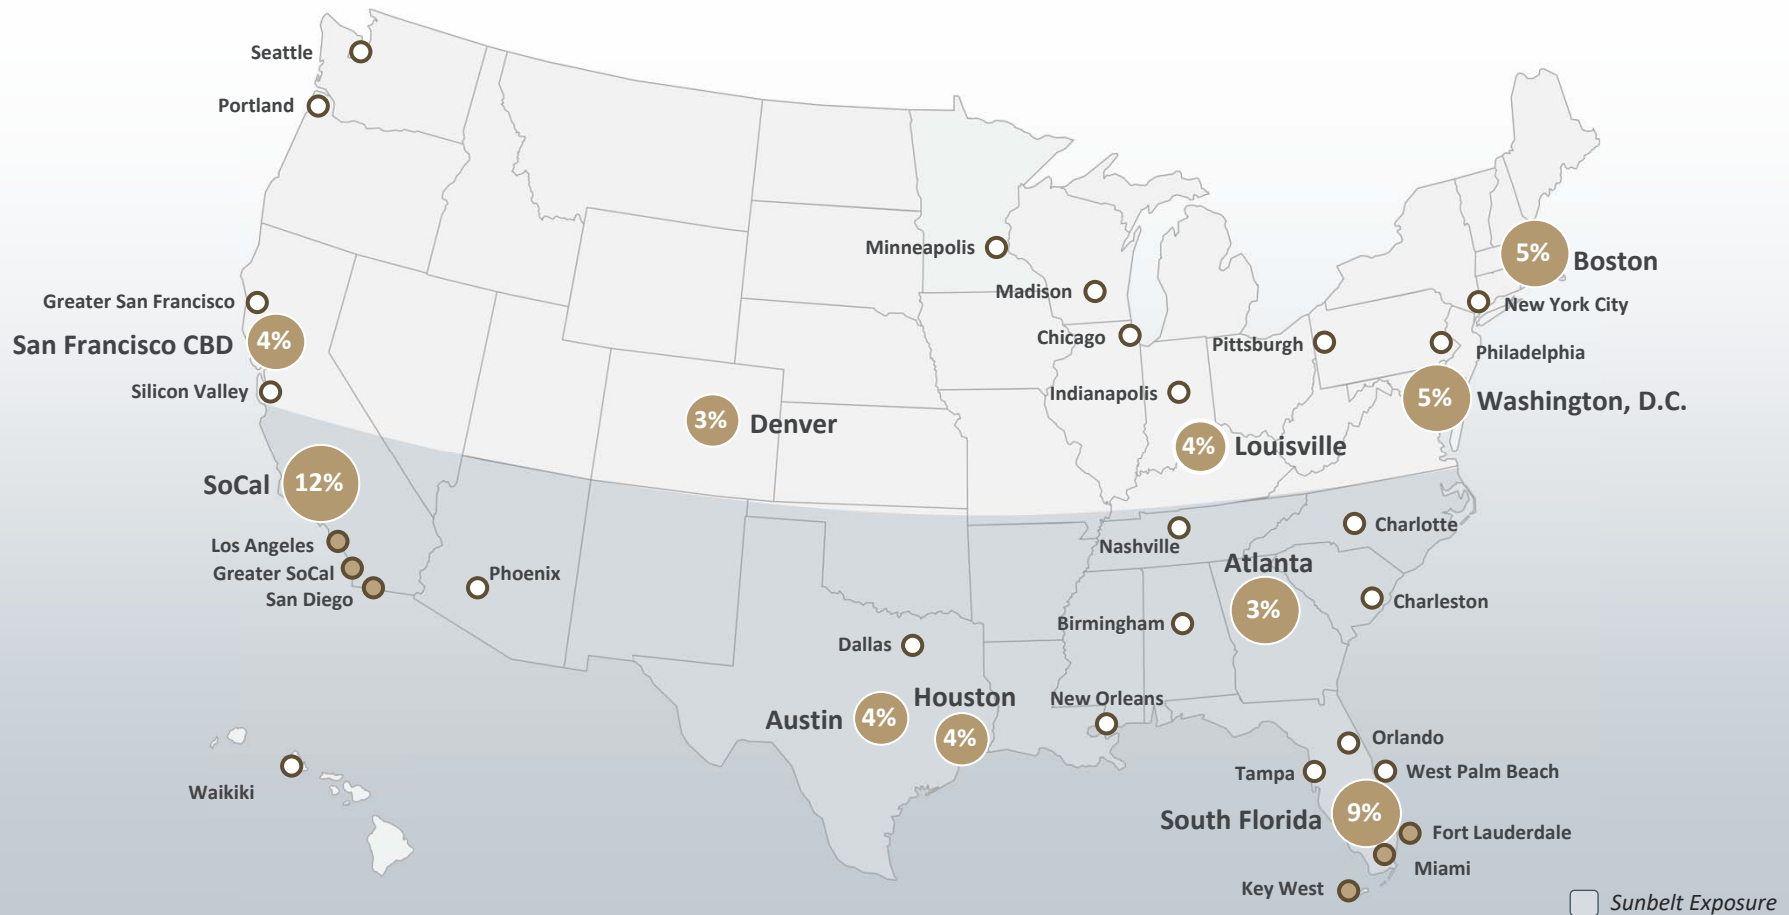 Seattle
Portland
Minneapolis
5%
Boston
Madison
Greater San Francisco
New York City
Chicago
Pittsburgh
San Francisco CBD
4%
Philadelphia
Silicon Valley
Indianapolis
5%
Washington, D.C.
3%
Denver
4%
Louisville
SoCal
12%
Charlotte
Los Angeles
Nashville
Greater SoCal
Phoenix
Atlanta
San Diego
3%
Charleston
Birmingham
Dallas
Houston
New Orleans
Austin
4%
4%
Orlando
Tampa
West Palm Beach
Waikiki
South Florida
9%
Fort Lauderdale
Miami
Key West
Sunbelt Exposure